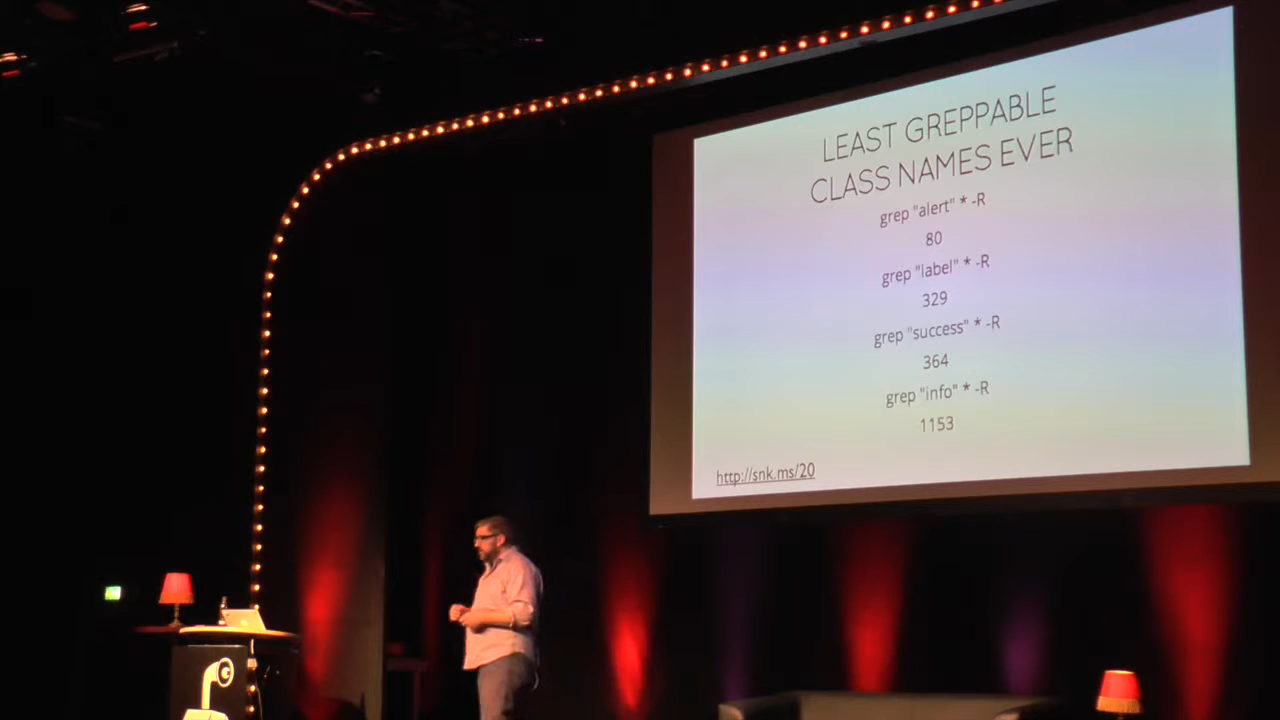 LEAST GREPPABLE
CLASS NAMES EVER
grep "alert" * -R
80
grep "label" * -R
329
grep "success" * -R
364
grep "info" * -R
1153
http://snk.ms/20